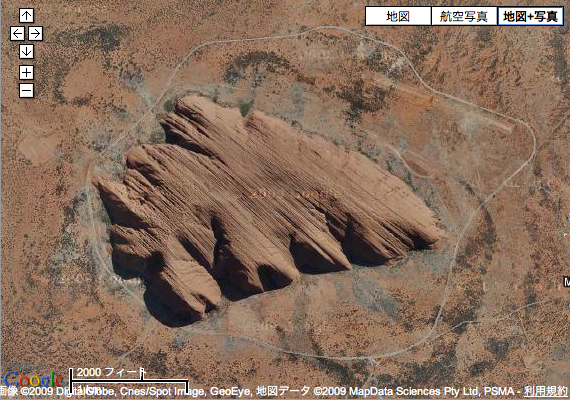 地図 航空写真 地図+写真
M
2000 フィート
Google
画像 ©2009 DigitalGlobe, Cnes/Spot Image, GeoEye, 地図データ ©2009 MapData Sciences Pty Ltd, PSMA - 利用規約